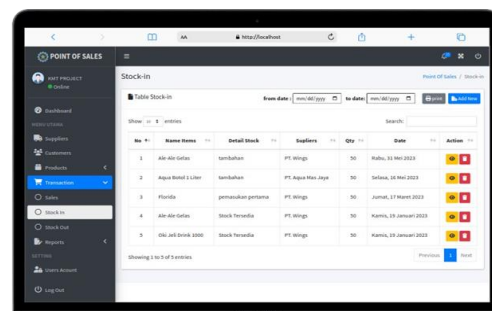 AA
http://localhost
POINT OF SALES
KMT PROJECT
Online
Dashboard
Suppliers
Customers
Products
Transaction
Sales
Stock in
Stock Out
Reports
SETTING
Users Acount
Log Out
Stock-in
Point Of Sales / Stock-in
Table Stock-in
from date : mm/dd/yyyy to date: mm/dd/yyyy print Add New
Show entries Search:
No Name Items Detail Stock Supliers Qty Date Action
1 Ale-Ale Gelas tambahan PT. Wings 50 Rabu, 31 Mei 2023
2 Aqua Botol 1 Liter tambahan PT. Aqua Mas Jaya 50 Selasa, 16 Mei 2023
3 Florida pemasukan pertama PT. Wings 50 Jumat, 17 Maret 2023
4 Ale-Ale Gelas Stock Tersedia PT. Wings 50 Kamis, 19 Januari 2023
5 Oki Jeli Drink 1000 Stock Tersedia PT. Wings 50 Kamis, 19 Januari 2023
Showing 1 to 5 of 5 entries
Previous 1 Next